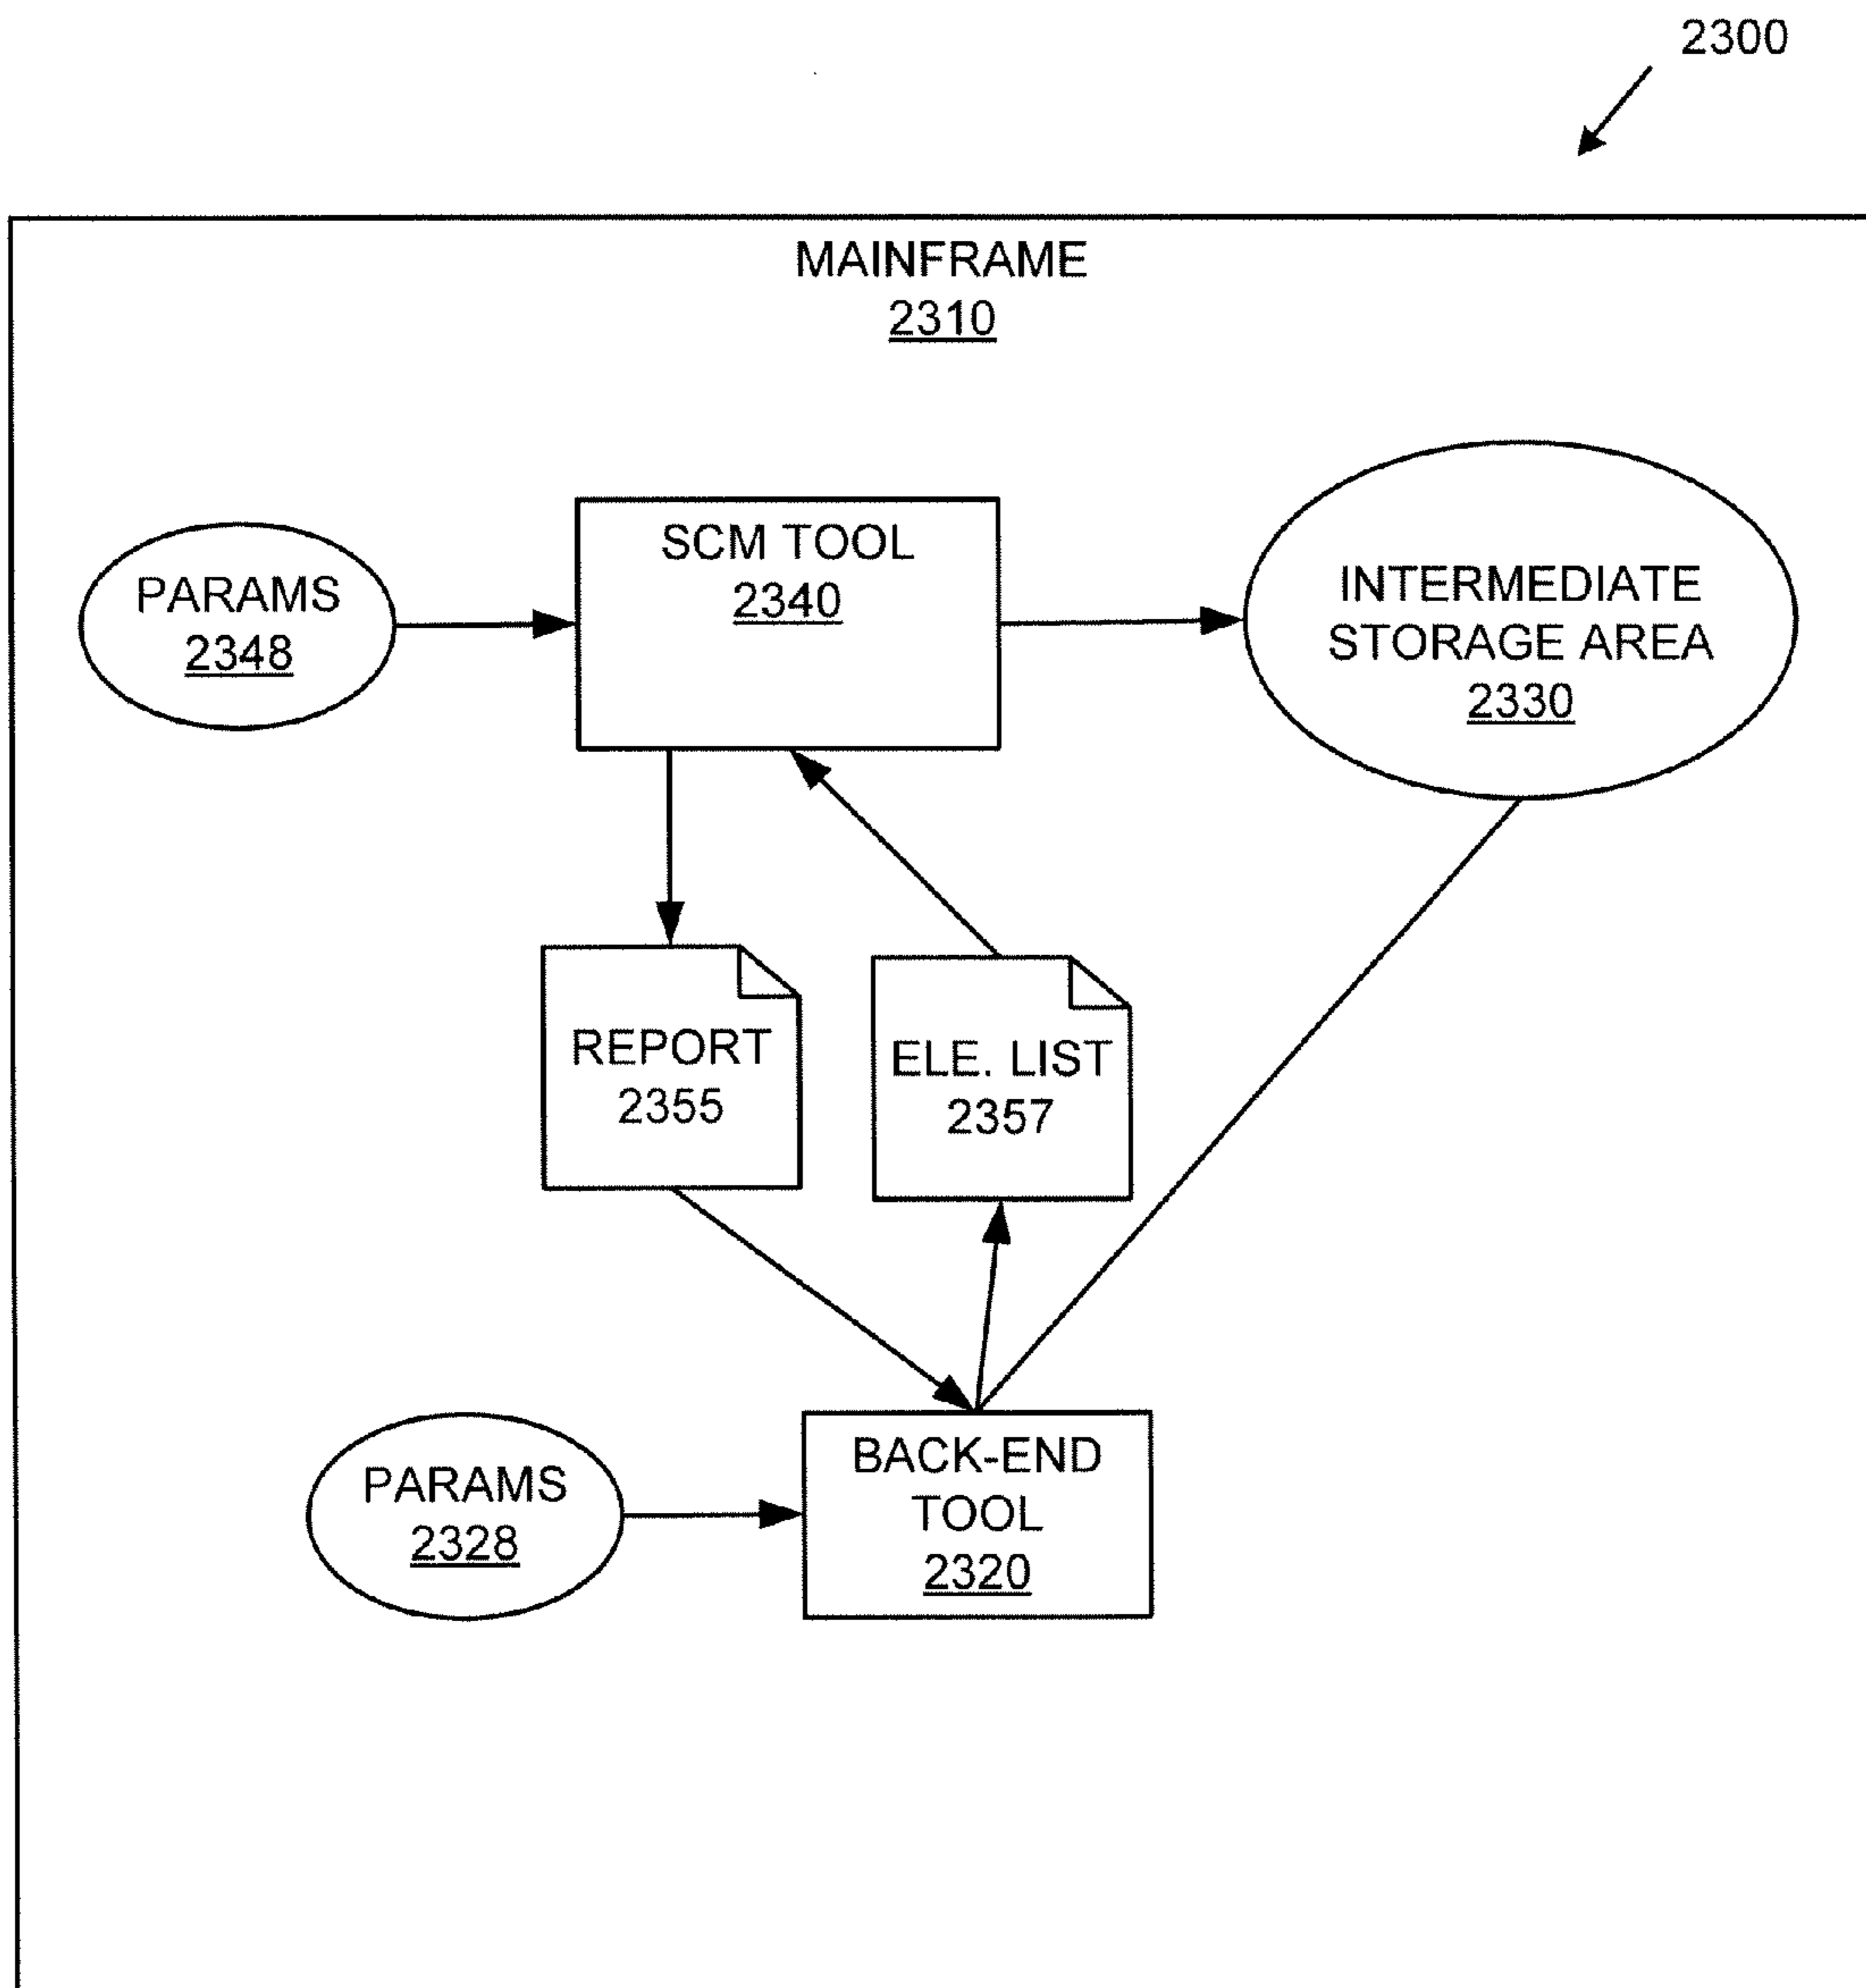 2300
MAINFRAME
2310
SCM TOOL
2340
PARAMS
2348
INTERMEDIATE
STORAGE AREA
2330
REPORT
2355
ELE. LIST
2357
BACK-END
TOOL
2320
PARAMS
2328